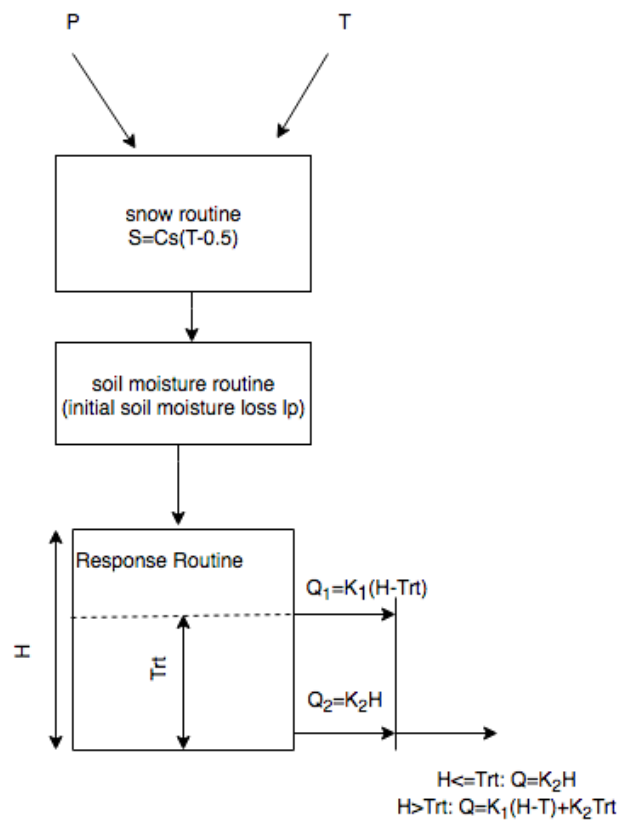 P
T
snow routine
S=Cs(T-0.5)
soil moisture routine
(initial soil moisture loss lp)
Response Routine
Q₁=K₁(H-Trt)
H
Trt
Q₂=K₂H
H<=Trt: Q=K₂H
H>Trt: Q=K₁(H-T)+K₂Trt